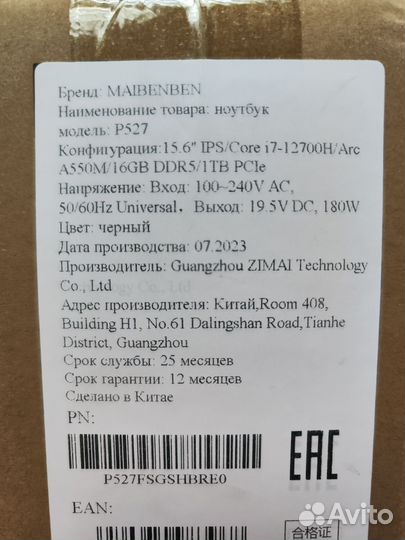 Бренд: MAIBENBEN
Наименование товара: ноутбук
модель: P527
Конфигурация:15.6" IPS/Core i7-12700H/Arc
A550M/16GB DDR5/1TB PCIe
Напряжение: Вход: 100~240V AC,
50/60Hz Universal，Выход: 19.5V DC, 180W
Цвет: черный
Дата производства: 07.2023
Производитель: Guangzhou ZIMAI Technology
Co., Ltd
Адрес производителя: Китай,Room 408,
Building H1, No.61 Dalingshan Road,Tianhe
District, Guangzhou
Срок службы: 25 месяцев
Срок гарантии: 12 месяцев
Сделано в Китае
PN:
P527FSGSHBRE0
EAC
EAN:
合格证
Avito